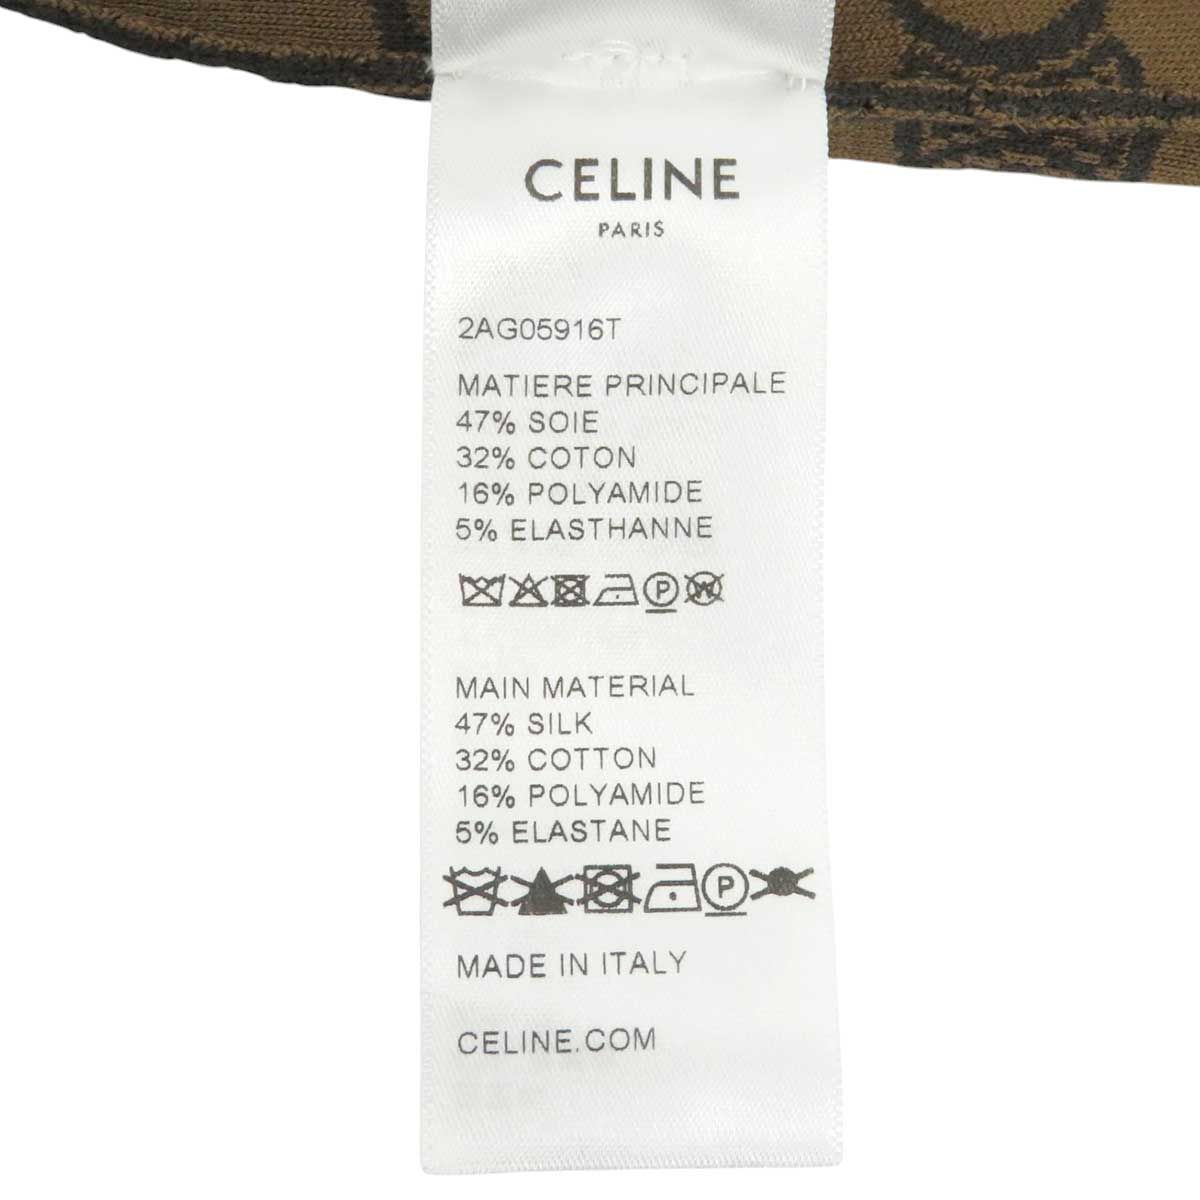 CELINE
PARIS
2AG05916T
MATIERE PRINCIPALE
47% SOIE
32% COTON
16% POLYAMIDE
5% ELASTHANNE
P W
MAIN MATERIAL
47% SILK
32% COTTON
16% POLYAMIDE
5% ELASTANE
P
MADE IN ITALY
CELINE.COM